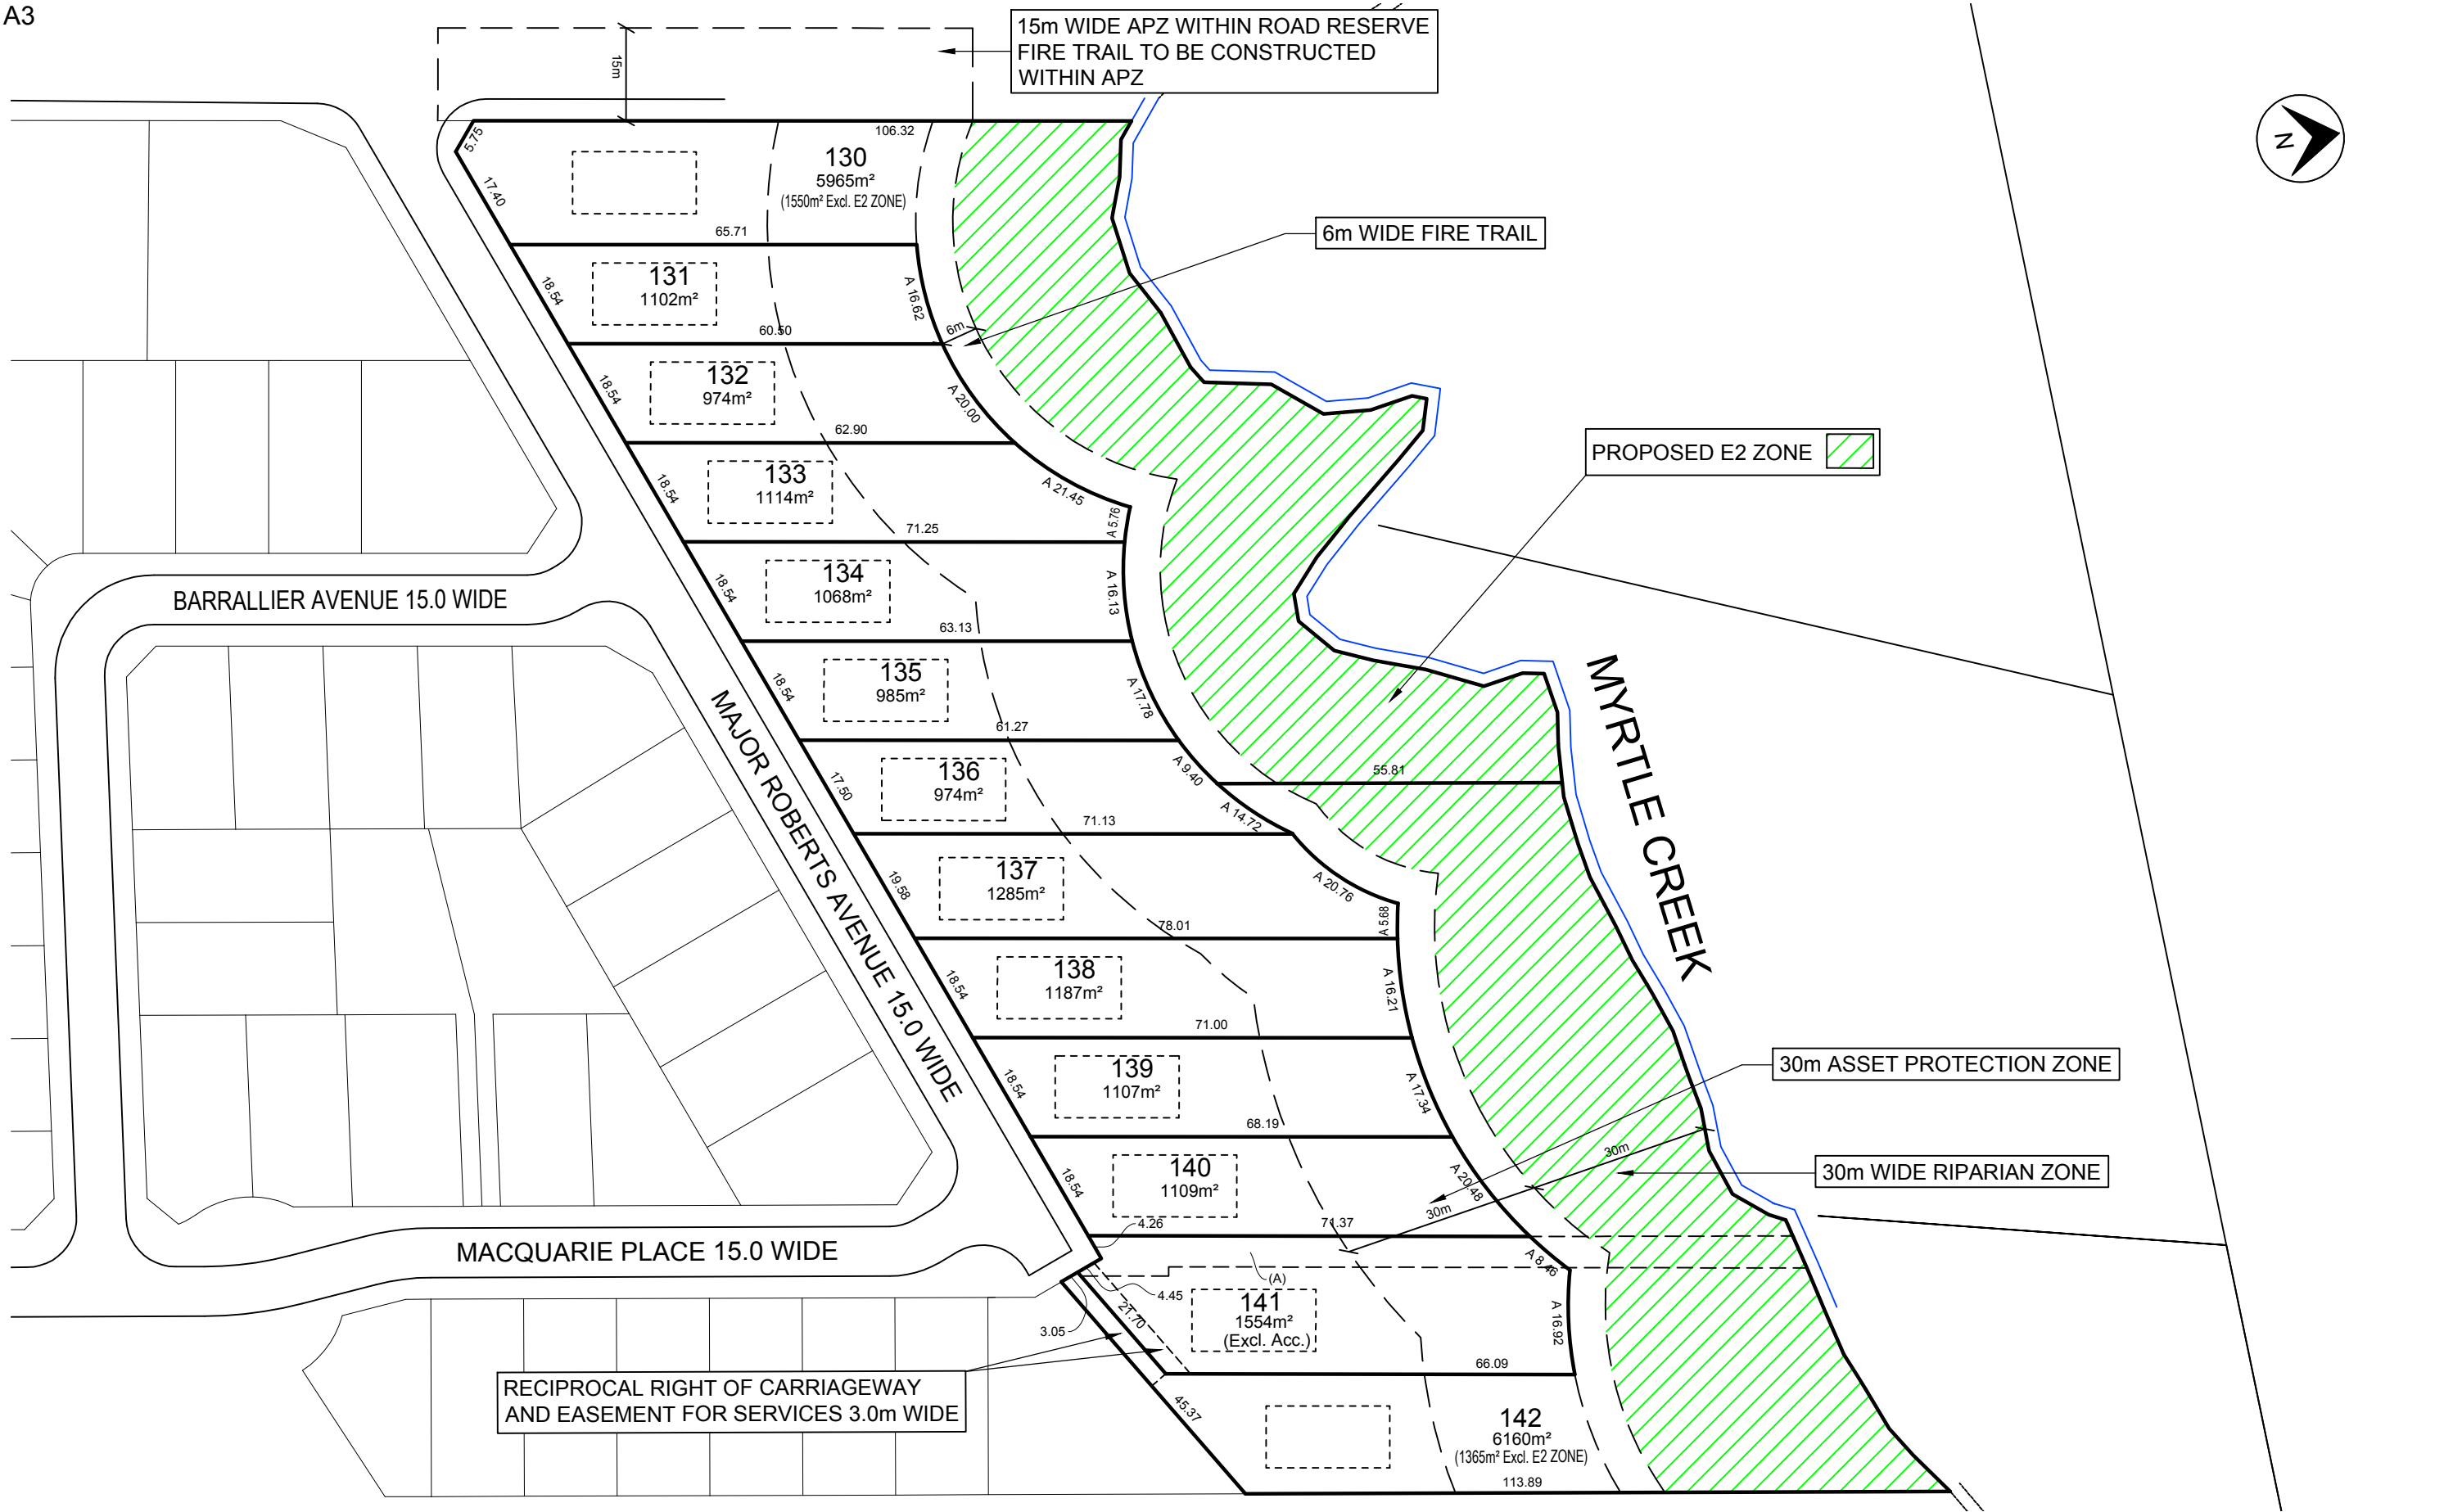 A3
15m WIDE APZ WITHIN ROAD RESERVE
FIRE TRAIL TO BE CONSTRUCTED
WITHIN APZ
15m
N
5.75
106.32
130
5965m²
(1550m² Excl. E2 ZONE)
17.40
65.71
6m WIDE FIRE TRAIL
131
1102m²
18.54
A 16.62
60.50
6m
132
974m²
18.54
A 20.00
62.90
PROPOSED E2 ZONE
133
1114m²
18.54
A 21.45
A 5.76
71.25
134
1068m²
18.54
A 16.13
63.13
BARRALLIER AVENUE 15.0 WIDE
135
985m²
18.54
A 17.78
61.27
MYRTLE CREEK
MAJOR ROBERTS AVENUE 15.0 WIDE
136
974m²
17.50
A 9.40
55.81
A 14.72
71.13
137
1285m²
19.58
A 20.76
A 5.68
78.01
138
1187m²
18.54
A 16.21
71.00
139
1107m²
18.54
A 17.34
68.19
30m ASSET PROTECTION ZONE
140
1109m²
18.54
A 20.48
30m
30m
30m WIDE RIPARIAN ZONE
4.26
71.37
MACQUARIE PLACE 15.0 WIDE
A 8.46
(A)
4.45
141
1554m²
(Excl. Acc.)
21.70
3.05
A 16.92
66.09
RECIPROCAL RIGHT OF CARRIAGEWAY
AND EASEMENT FOR SERVICES 3.0m WIDE
45.37
142
6160m²
(1365m² Excl. E2 ZONE)
113.89